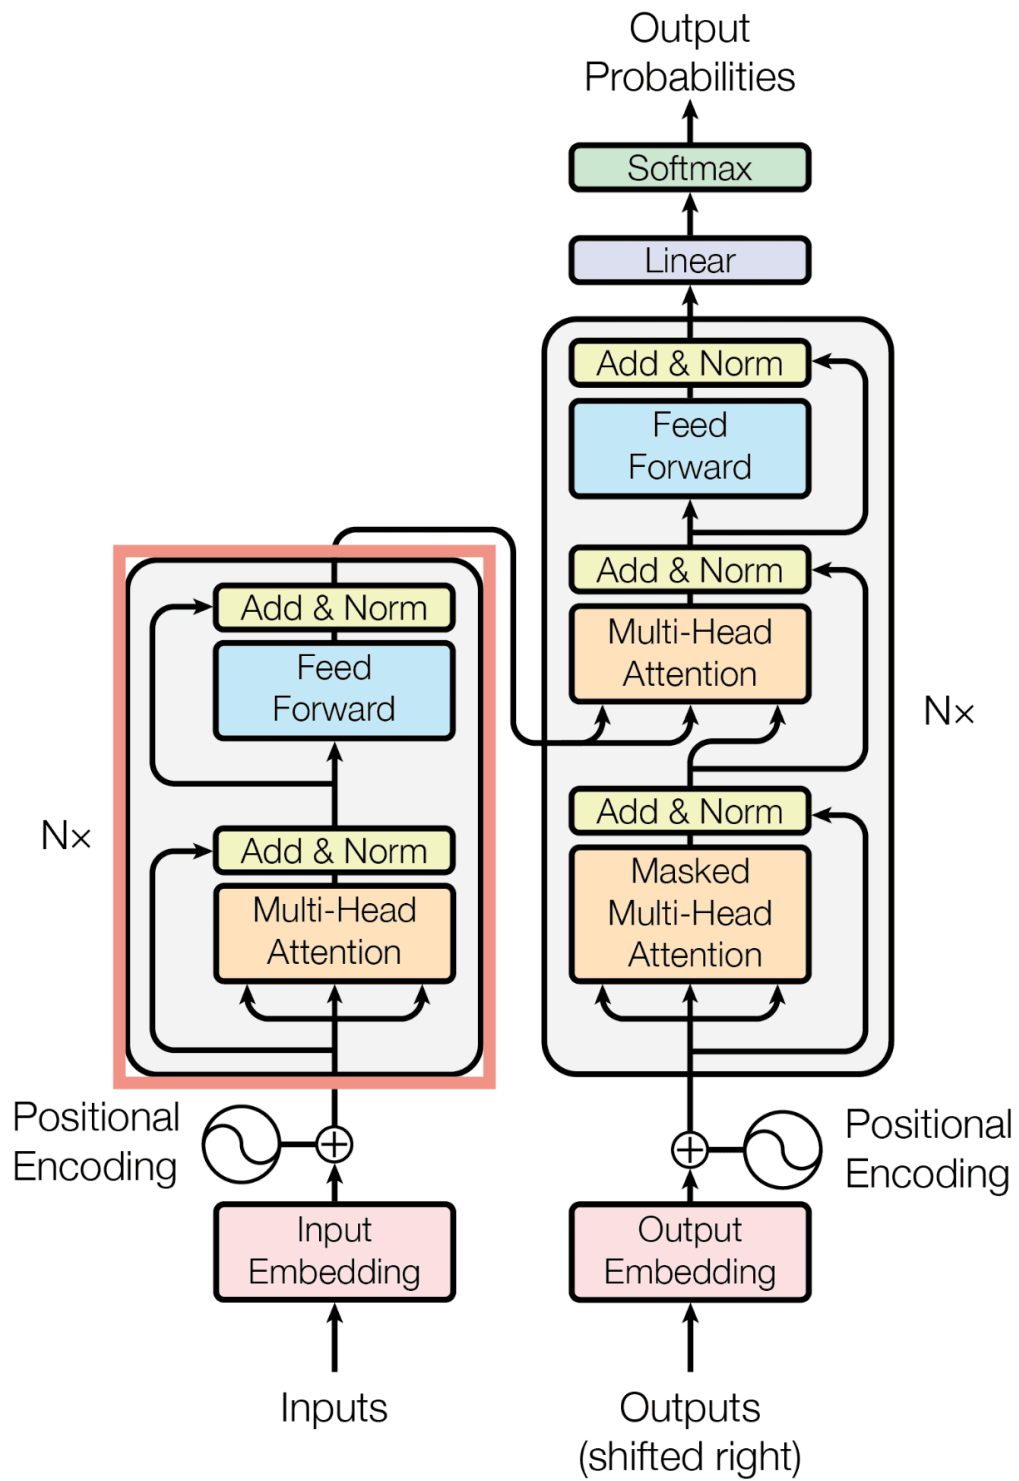 Output
Probabilities
Softmax
Linear
Add & Norm
Feed
Forward
Add & Norm
Multi-Head
Attention
Add & Norm
Masked
Multi-Head
Attention
N×
Add & Norm
Feed
Forward
Add & Norm
Multi-Head
Attention
N×
Positional
Encoding
Input
Embedding
Inputs
Positional
Encoding
Output
Embedding
Outputs
(shifted right)